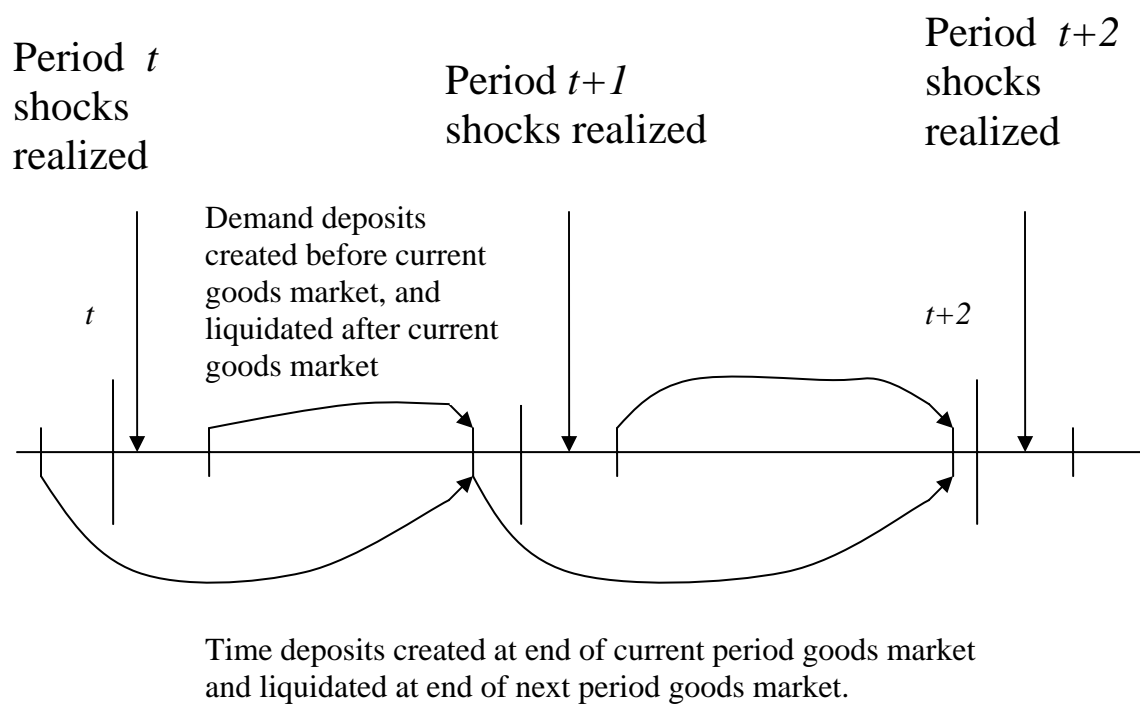 Period t
shocks
realized
Period t+1
shocks realized
Period t+2
shocks
realized
Demand deposits
created before current
goods market, and
liquidated after current
goods market
t
t+2
Time deposits created at end of current period goods market
and liquidated at end of next period goods market.